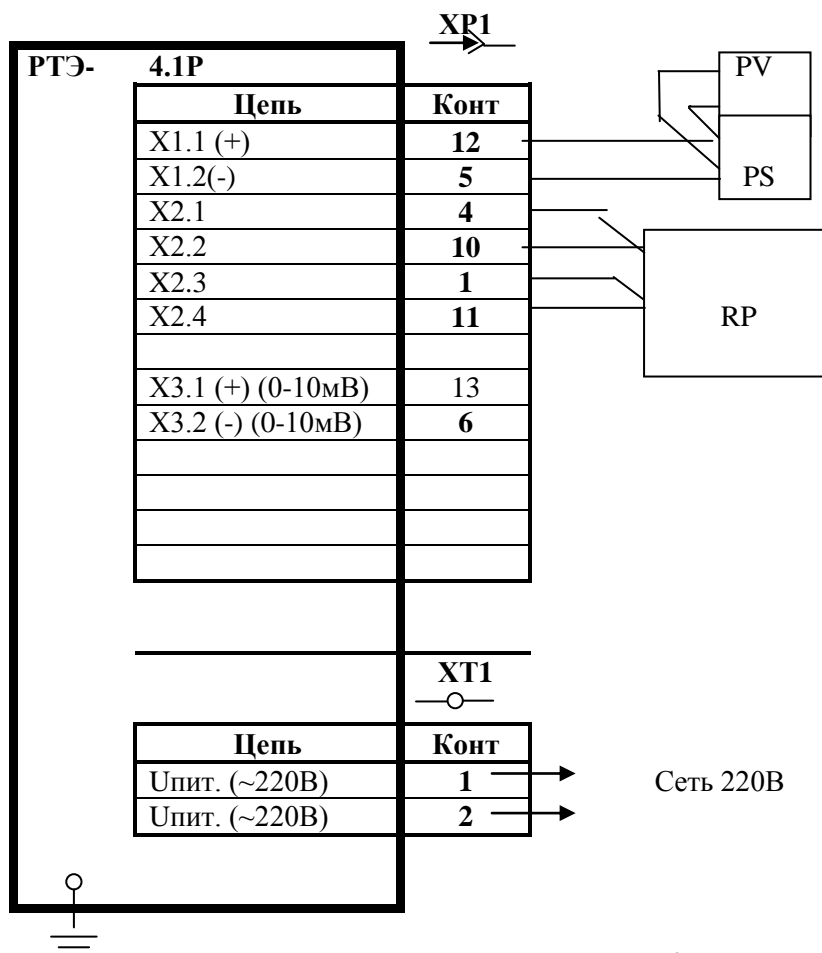 XP1
РТЭ- 4.1Р
PV
Цепь Конт
X1.1 (+) 12
X1.2(-) 5
PS
X2.1 4
X2.2 10
X2.3 1
X2.4 11
RP
X3.1 (+) (0-10мВ) 13
X3.2 (-) (0-10мВ) 6
XT1
Цепь Конт
Uпит. (~220В) 1
Сеть 220В
Uпит. (~220В) 2